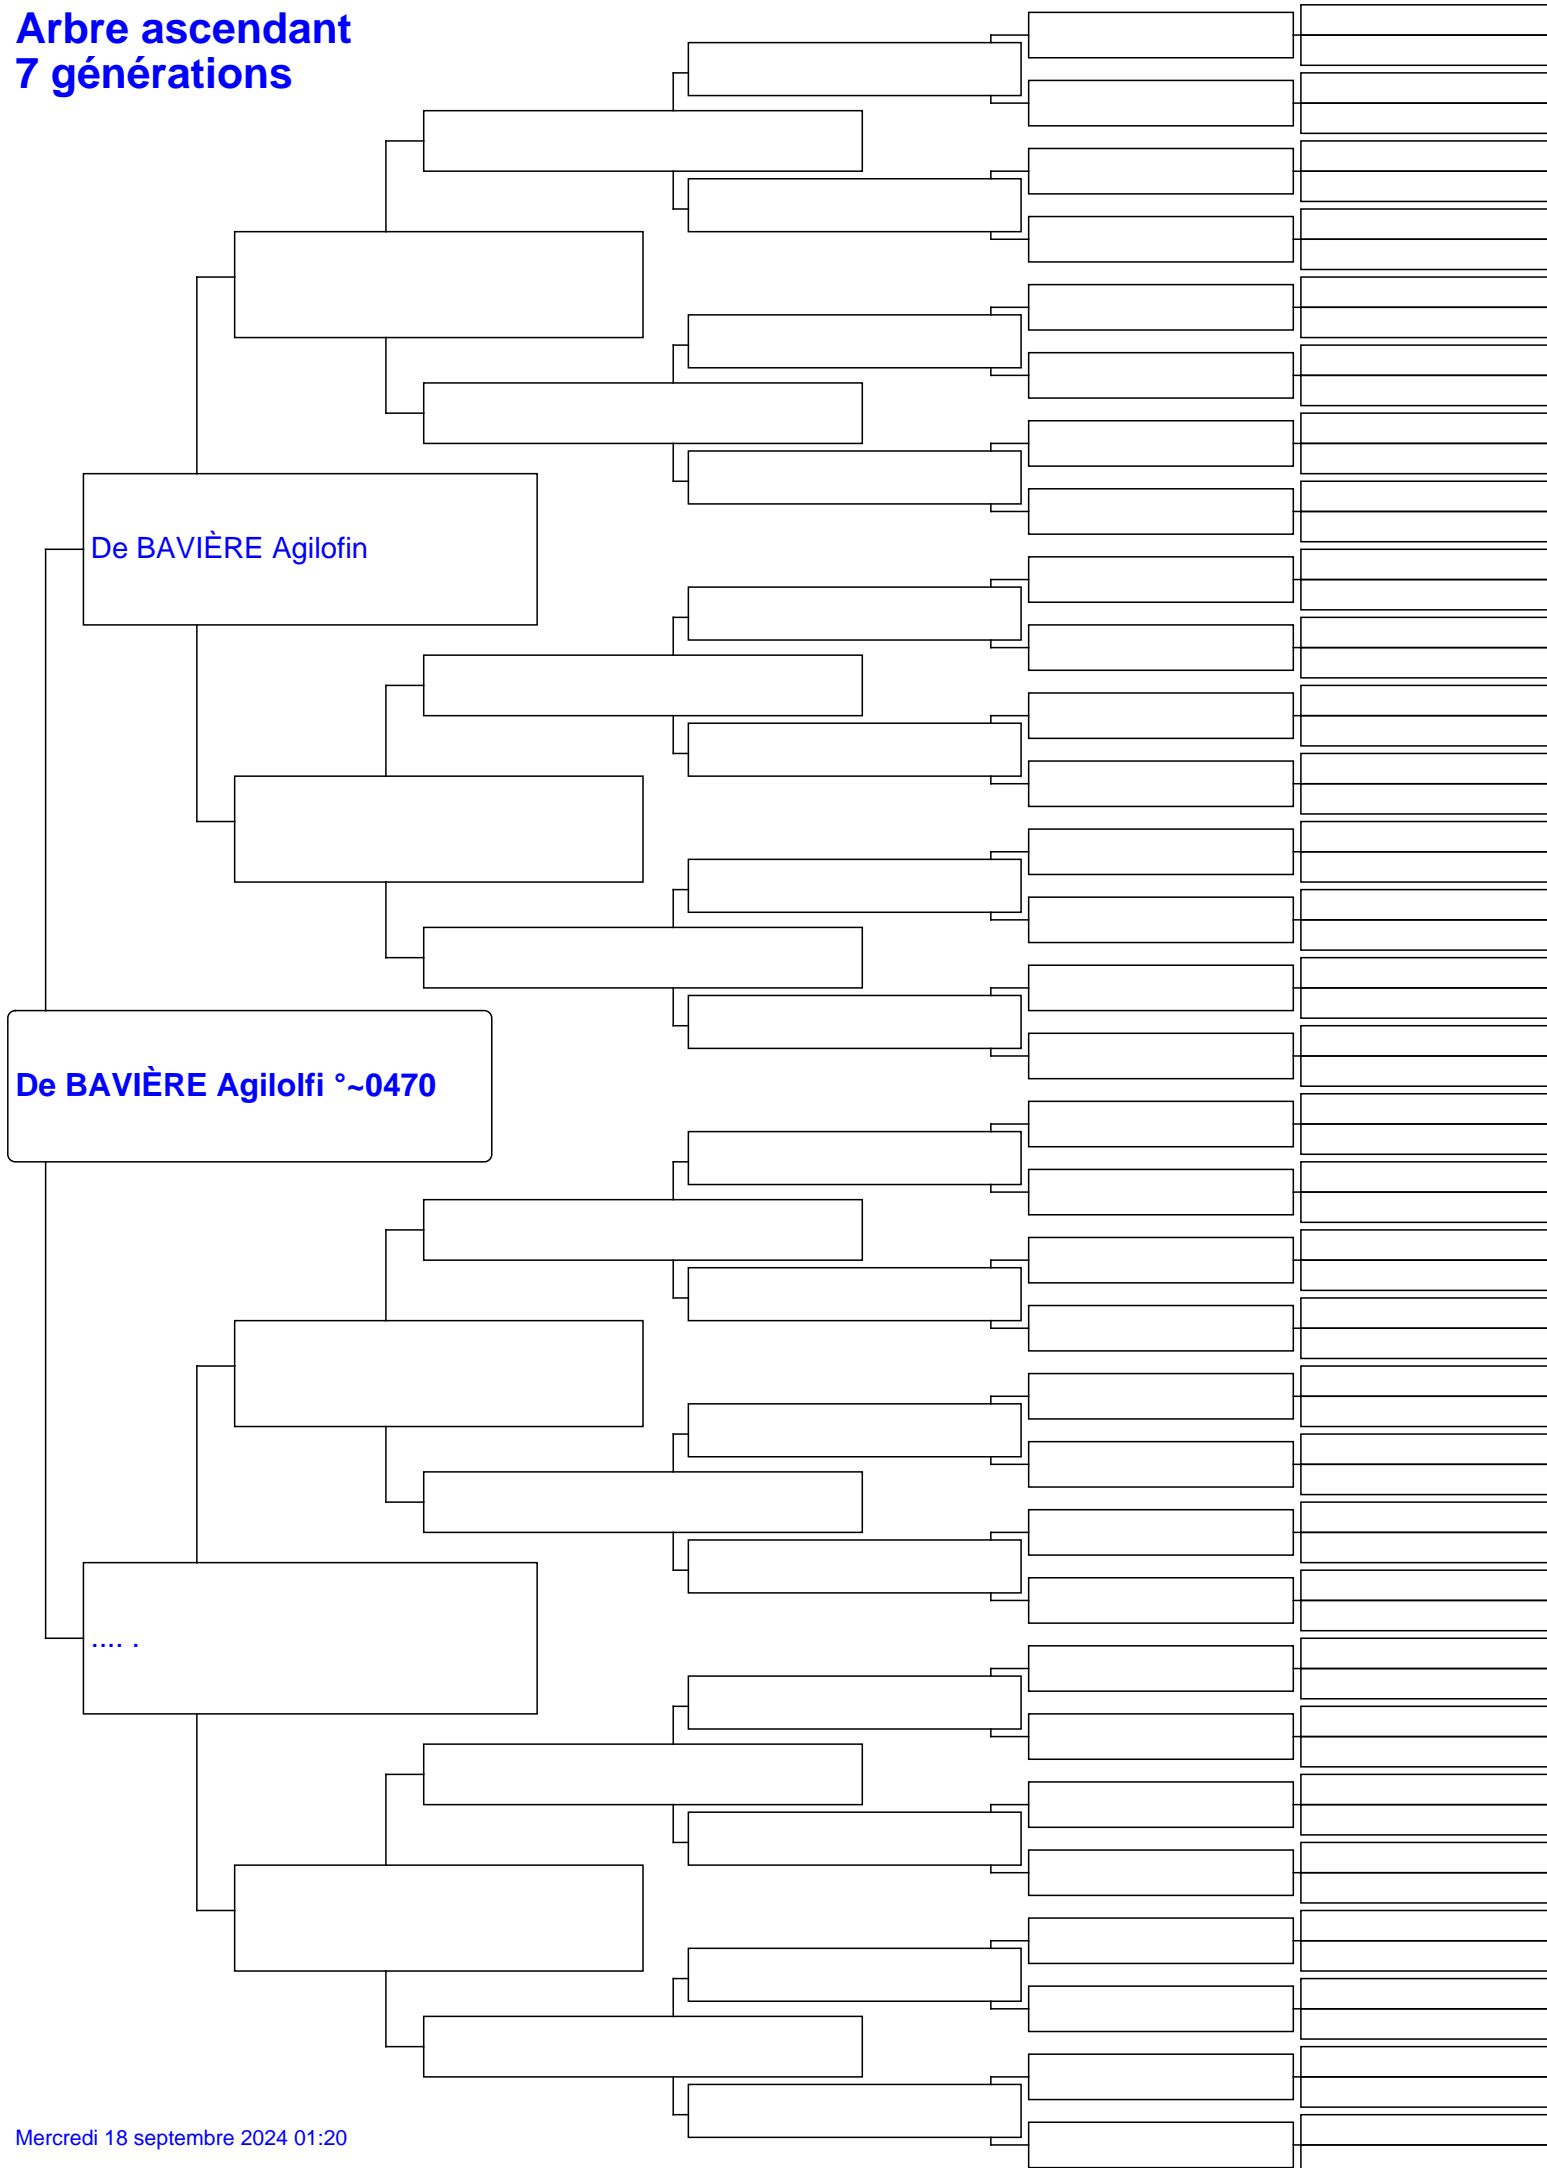 Arbre ascendant
7 générations
De BAVIÈRE Agilofin
De BAVIÈRE Agilolfi °~0470
.... .
Mercredi 18 septembre 2024 01:20